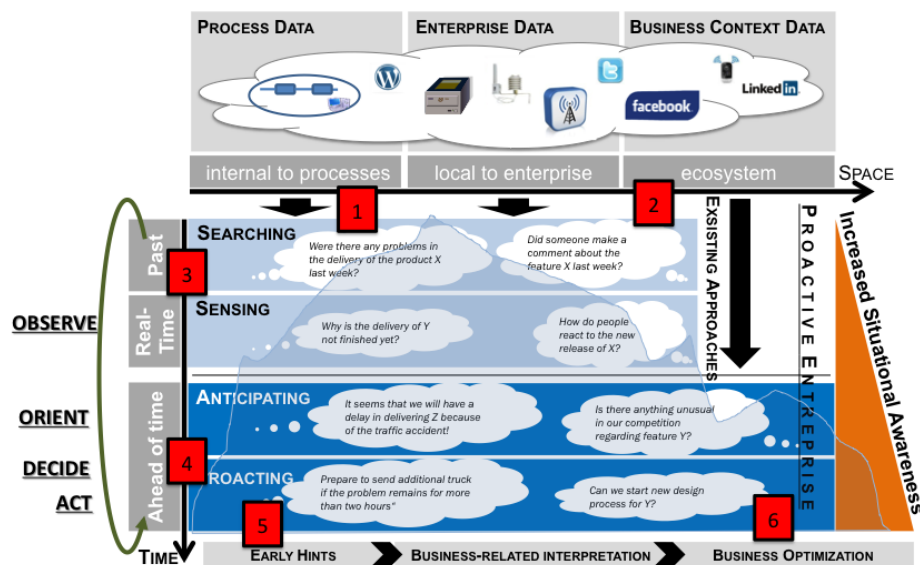 PROCESS DATA
ENTERPRISE DATA
BUSINESS CONTEXT DATA
facebook
Linked in
internal to processes
local to enterprise
ecosystem
SPACE
1
2
3
4
5
6
Past
Real-
Time
Ahead of time
TIME
OBSERVE
ORIENT
DECIDE
ACT
SEARCHING
Were there any problems in
the delivery of the product X
last week?
Did someone make a
comment about the
feature X last week?
SENSING
Why is the delivery of Y
not finished yet?
How do people
react to the new
release of X?
ANTICIPATING
It seems that we will have a
delay in delivering Z because
of the traffic accident!
Is there anything unusual
in our competition
regarding feature Y?
ROACTING
Prepare to send additional truck
if the problem remains for more
than two hours“
Can we start new design
process for Y?
EXSISTING APPROACHES
PROACTIVE ENTREPRISE
Increased Situational Awareness
EARLY HINTS
BUSINESS-RELATED INTERPRETATION
BUSINESS OPTIMIZATION